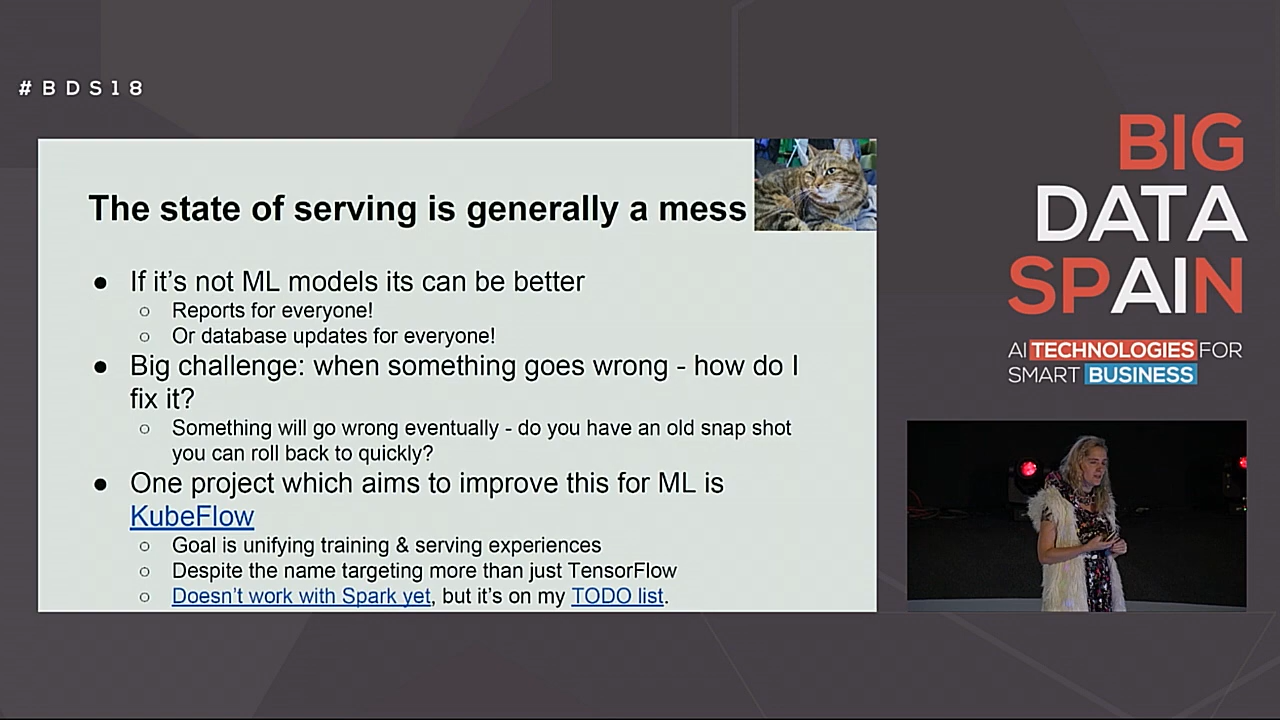 #BDS18
The state of serving is generally a mess
● If it's not ML models its can be better
○ Reports for everyone!
○ Or database updates for everyone!
● Big challenge: when something goes wrong - how do I
fix it?
○ Something will go wrong eventually - do you have an old snap shot
you can roll back to quickly?
● One project which aims to improve this for ML is
KubeFlow
○ Goal is unifying training & serving experiences
○ Despite the name targeting more than just TensorFlow
○ Doesn't work with Spark yet, but it's on my TODO list.
BIG
DATA
SPAIN
AI TECHNOLOGIES FOR
SMART BUSINESS